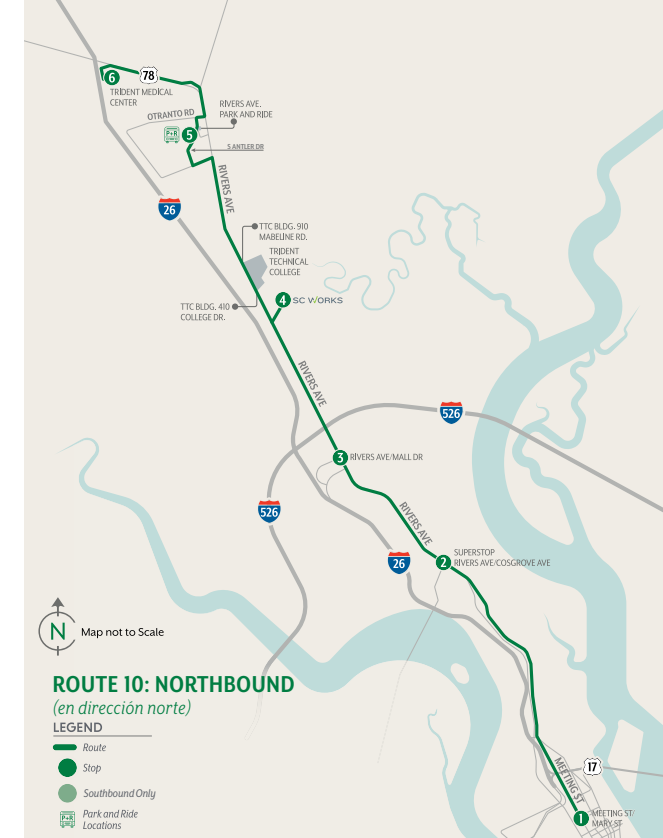 6
78
TRIDENT MEDICAL
CENTER
OTRANTO RD
RIVERS AVE.
PARK AND RIDE
P+R
5
S ANTLER DR
RIVERS AVE
26
TTC BLDG. 910
MABELINE RD.
TRIDENT
TECHNICAL
COLLEGE
4 SC WORKS
TTC BLDG. 410
COLLEGE DR.
RIVERS AVE
526
3 RIVERS AVE/MALL DR
526
RIVERS AVE
26
SUPERSTOP
2 RIVERS AVE/COSGROVE AVE
N Map not to Scale
ROUTE 10: NORTHBOUND
(en dirección norte)
LEGEND
Route
Stop
Southbound Only
P+R
Park and Ride
Locations
17
MEETING ST
1
MEETING ST/
MARY ST